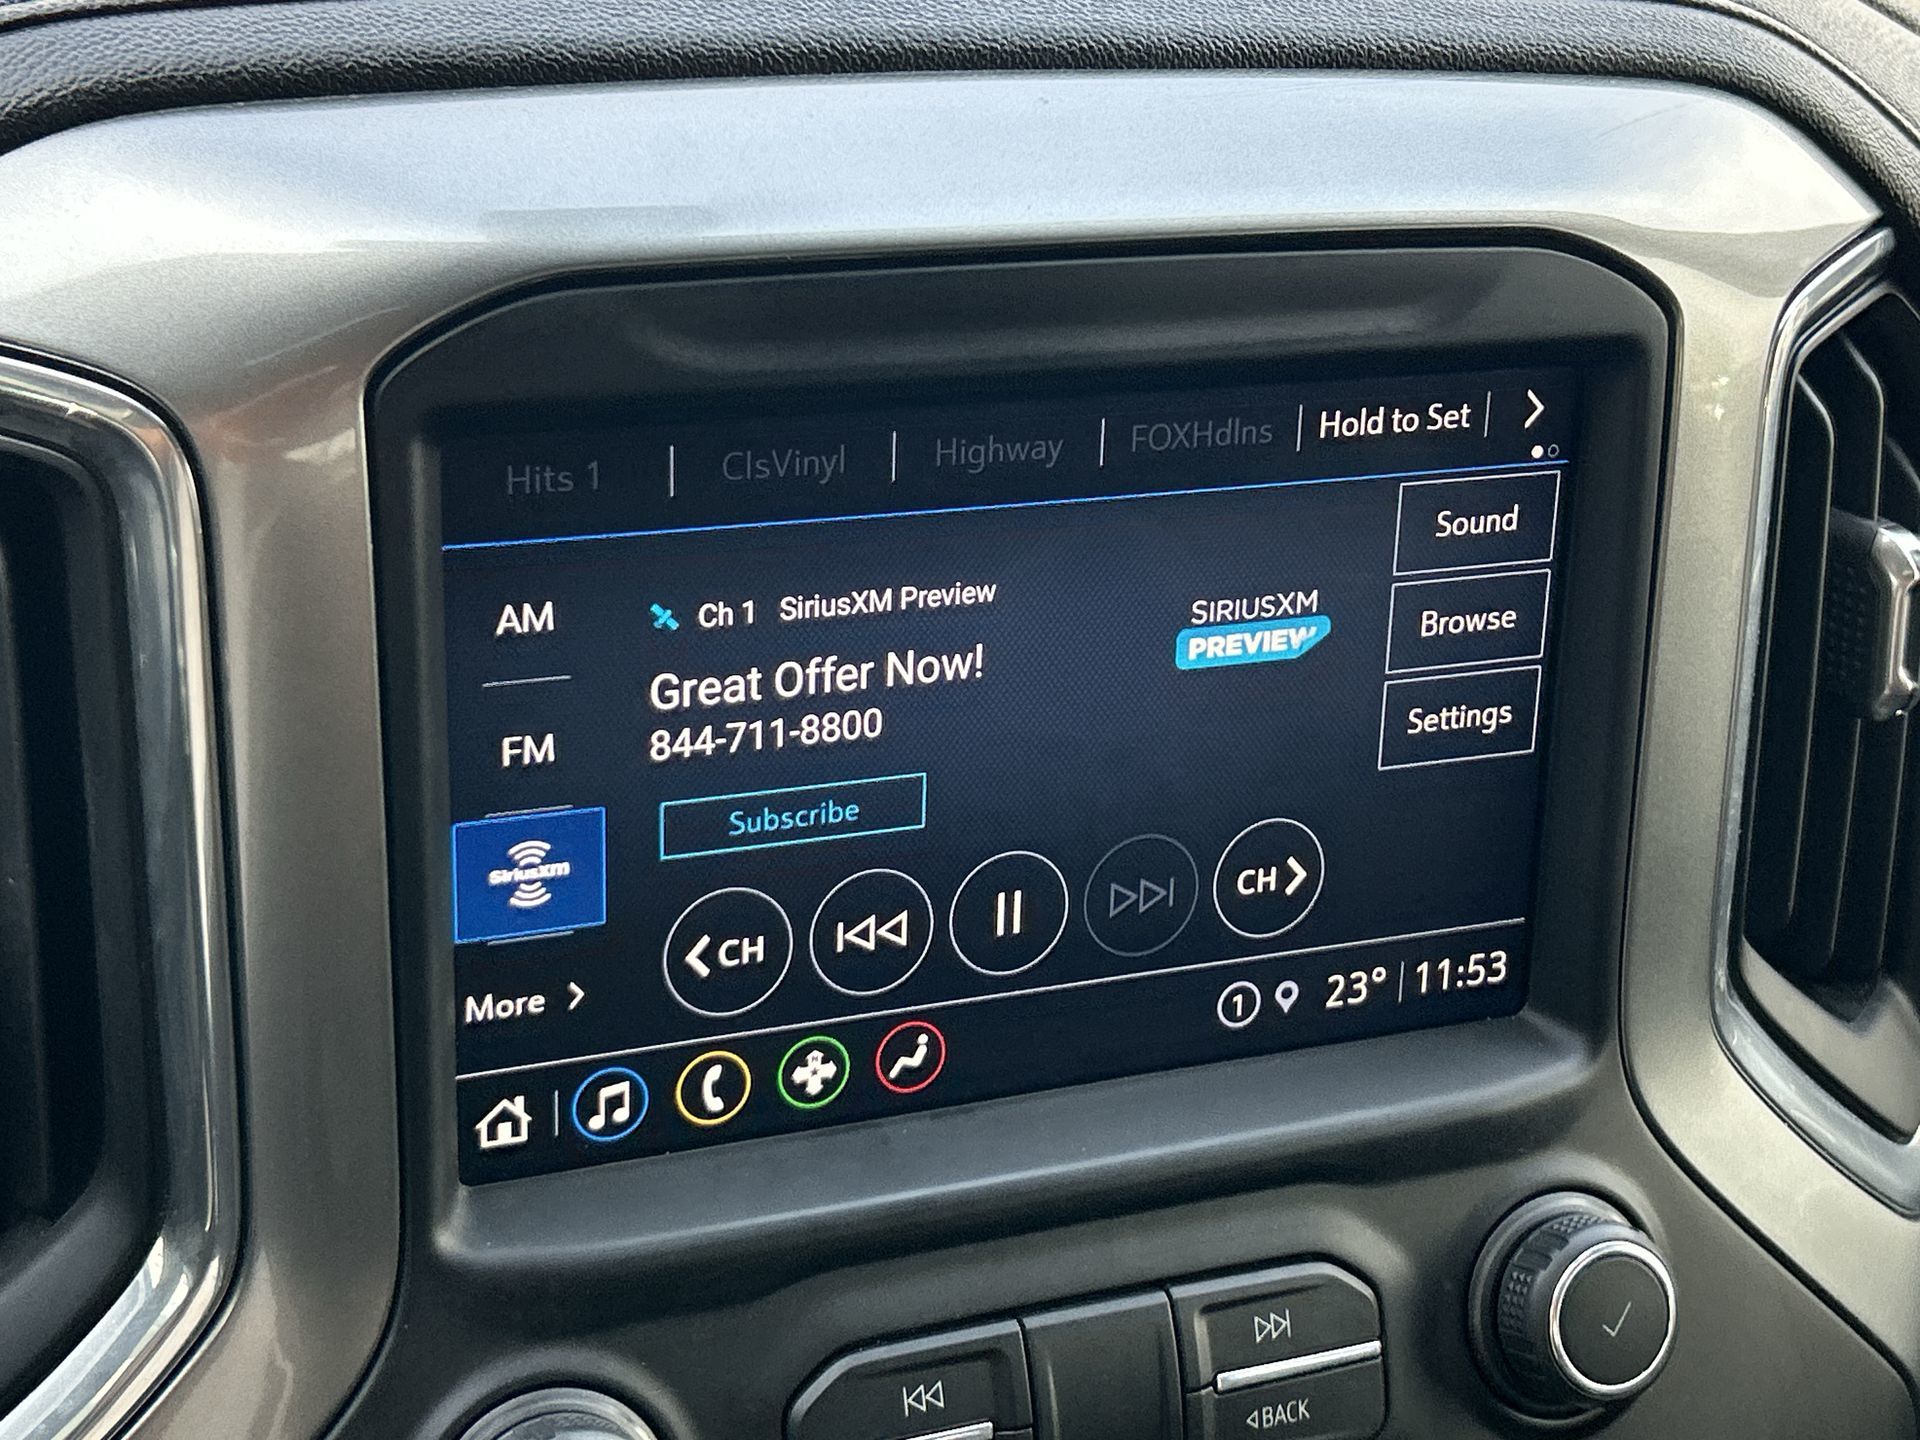 Hits 1
ClsVinyl
Highway
FOXHdlns
Hold to Set
Sound
Browse
Settings
AM
FM
SiriusXm
More
Ch 1 SiriusXM Preview
Great Offer Now!
844-711-8800
Subscribe
SIRIUSXM
PREVIEW
CH
CH
1
23° 11:53
N
BACK